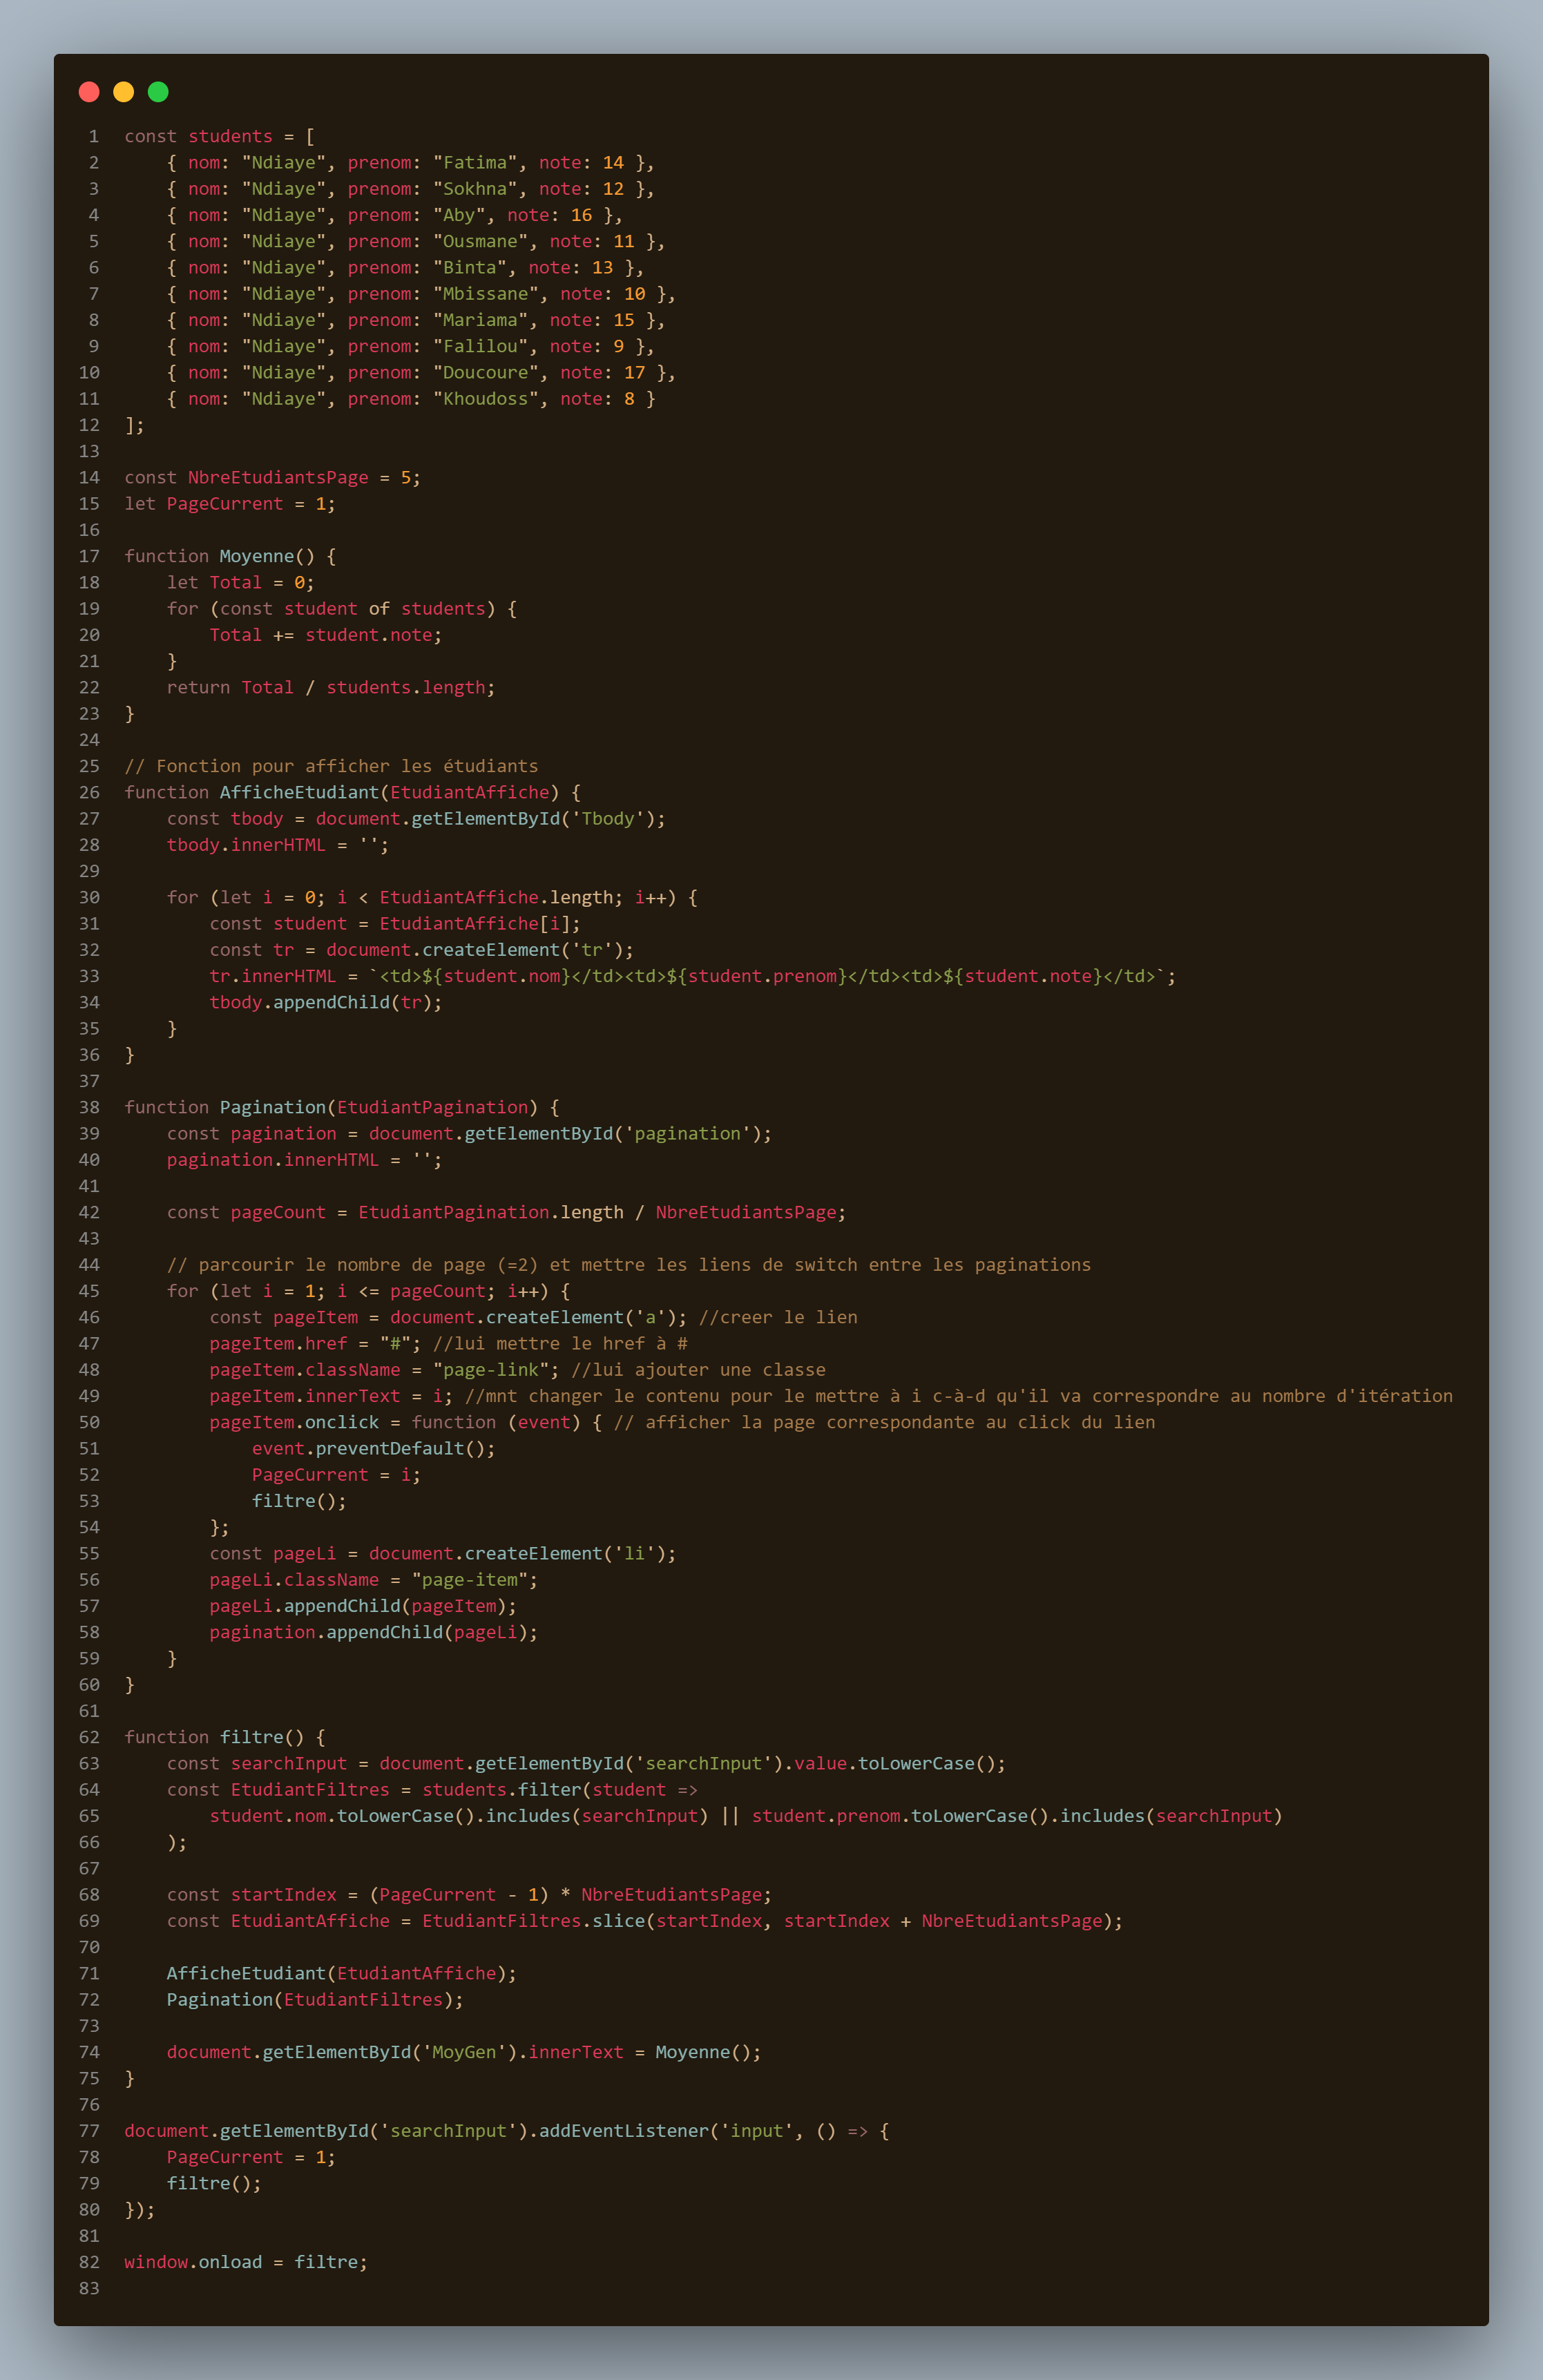 1 const students = [
2     { nom: "Ndiaye", prenom: "Fatima", note: 14 },
3     { nom: "Ndiaye", prenom: "Sokhna", note: 12 },
4     { nom: "Ndiaye", prenom: "Aby", note: 16 },
5     { nom: "Ndiaye", prenom: "Ousmane", note: 11 },
6     { nom: "Ndiaye", prenom: "Binta", note: 13 },
7     { nom: "Ndiaye", prenom: "Mbissane", note: 10 },
8     { nom: "Ndiaye", prenom: "Mariama", note: 15 },
9     { nom: "Ndiaye", prenom: "Falilou", note: 9 },
10     { nom: "Ndiaye", prenom: "Doucoure", note: 17 },
11     { nom: "Ndiaye", prenom: "Khoudoss", note: 8 }
12 ];
13
14 const NbreEtudiantsPage = 5;
15 let PageCurrent = 1;
16
17 function Moyenne() {
18     let Total = 0;
19     for (const student of students) {
20         Total += student.note;
21     }
22     return Total / students.length;
23 }
24
25 // Fonction pour afficher les étudiants
26 function AfficheEtudiant(EtudiantAffiche) {
27     const tbody = document.getElementById('Tbody');
28     tbody.innerHTML = '';
29
30     for (let i = 0; i < EtudiantAffiche.length; i++) {
31         const student = EtudiantAffiche[i];
32         const tr = document.createElement('tr');
33         tr.innerHTML = `<td>${student.nom}</td><td>${student.prenom}</td><td>${student.note}</td>`;
34         tbody.appendChild(tr);
35     }
36 }
37
38 function Pagination(EtudiantPagination) {
39     const pagination = document.getElementById('pagination');
40     pagination.innerHTML = '';
41
42     const pageCount = EtudiantPagination.length / NbreEtudiantsPage;
43
44     // parcourir le nombre de page (=2) et mettre les liens de switch entre les paginations
45     for (let i = 1; i <= pageCount; i++) {
46         const pageItem = document.createElement('a'); //creer le lien
47         pageItem.href = "#"; //lui mettre le href à #
48         pageItem.className = "page-link"; //lui ajouter une classe
49         pageItem.innerText = i; //mnt changer le contenu pour le mettre à i c-à-d qu'il va correspondre au nombre d'itération
50         pageItem.onclick = function (event) { // afficher la page correspondante au click du lien
51             event.preventDefault();
52             PageCurrent = i;
53             filtre();
54         };
55         const pageLi = document.createElement('li');
56         pageLi.className = "page-item";
57         pageLi.appendChild(pageItem);
58         pagination.appendChild(pageLi);
59     }
60 }
61
62 function filtre() {
63     const searchInput = document.getElementById('searchInput').value.toLowerCase();
64     const EtudiantFiltres = students.filter(student =>
65         student.nom.toLowerCase().includes(searchInput) || student.prenom.toLowerCase().includes(searchInput)
66     );
67
68     const startIndex = (PageCurrent - 1) * NbreEtudiantsPage;
69     const EtudiantAffiche = EtudiantFiltres.slice(startIndex, startIndex + NbreEtudiantsPage);
70
71     AfficheEtudiant(EtudiantAffiche);
72     Pagination(EtudiantFiltres);
73
74     document.getElementById('MoyGen').innerText = Moyenne();
75 }
76
77 document.getElementById('searchInput').addEventListener('input', () => {
78     PageCurrent = 1;
79     filtre();
80 });
81
82 window.onload = filtre;
83